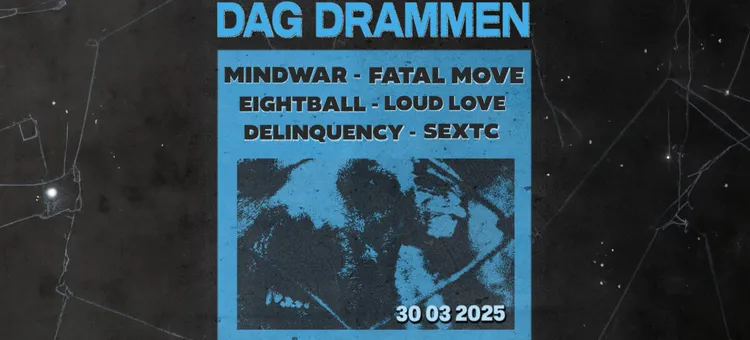 DAG DRAMMEN
MINDWAR - FATAL MOVE
EIGHTBALL - LOUD LOVE
DELINQUENCY - SEXTC
30 03 2025